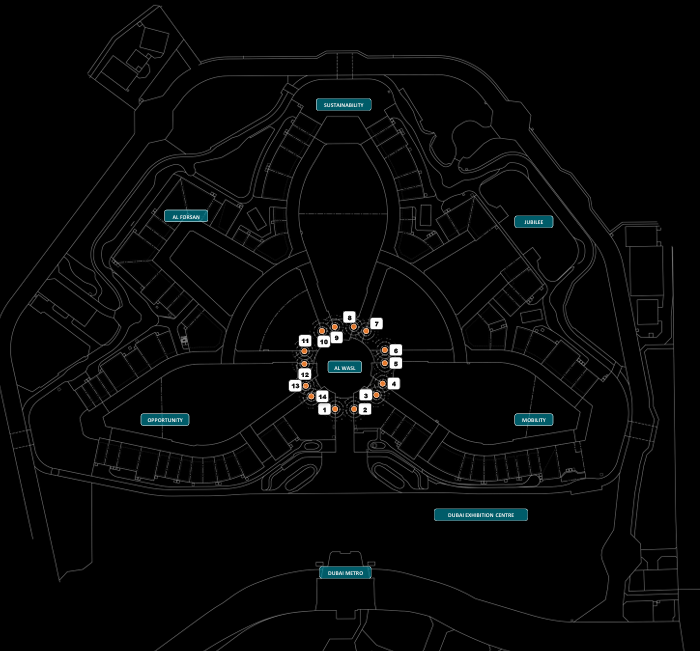 SUSTAINABILITY
AL FORSAN
JUBILEE
8
7
11
10
9
6
AL WASL
5
12
13
4
14
3
1
2
OPPORTUNITY
MOBILITY
DUBAI EXHIBITION CENTRE
DUBAI METRO